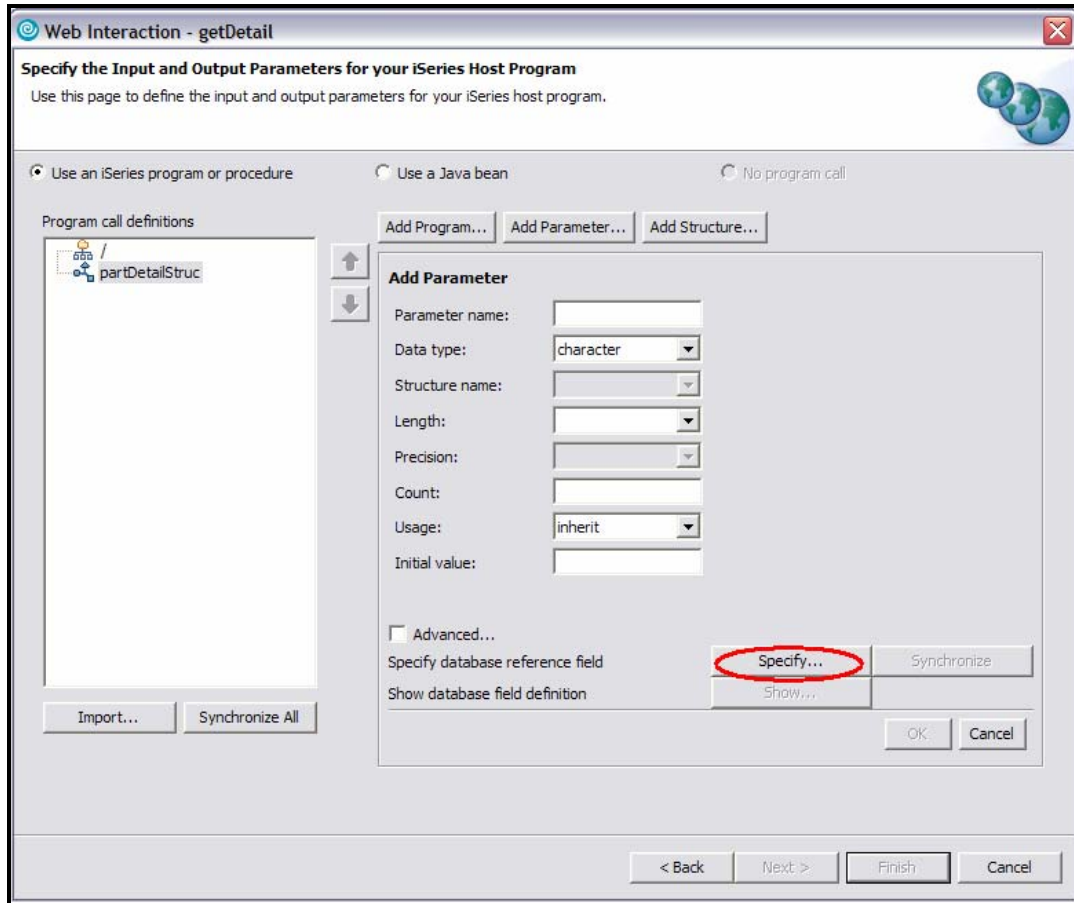 Web Interaction - getDetail
Specify the Input and Output Parameters for your iSeries Host Program
Use this page to define the input and output parameters for your iSeries host program.
Use an iSeries program or procedure
Use a Java bean
No program call
Program call definitions
/
partDetailStruc
Import...
Synchronize All
Add Program...
Add Parameter...
Add Structure...
Add Parameter
Parameter name:
Data type: character
Structure name:
Length:
Precision:
Count:
Usage: inherit
Initial value:
Advanced...
Specify database reference field Specify... Synchronize
Show database field definition Show...
OK Cancel
< Back Next > Finish Cancel